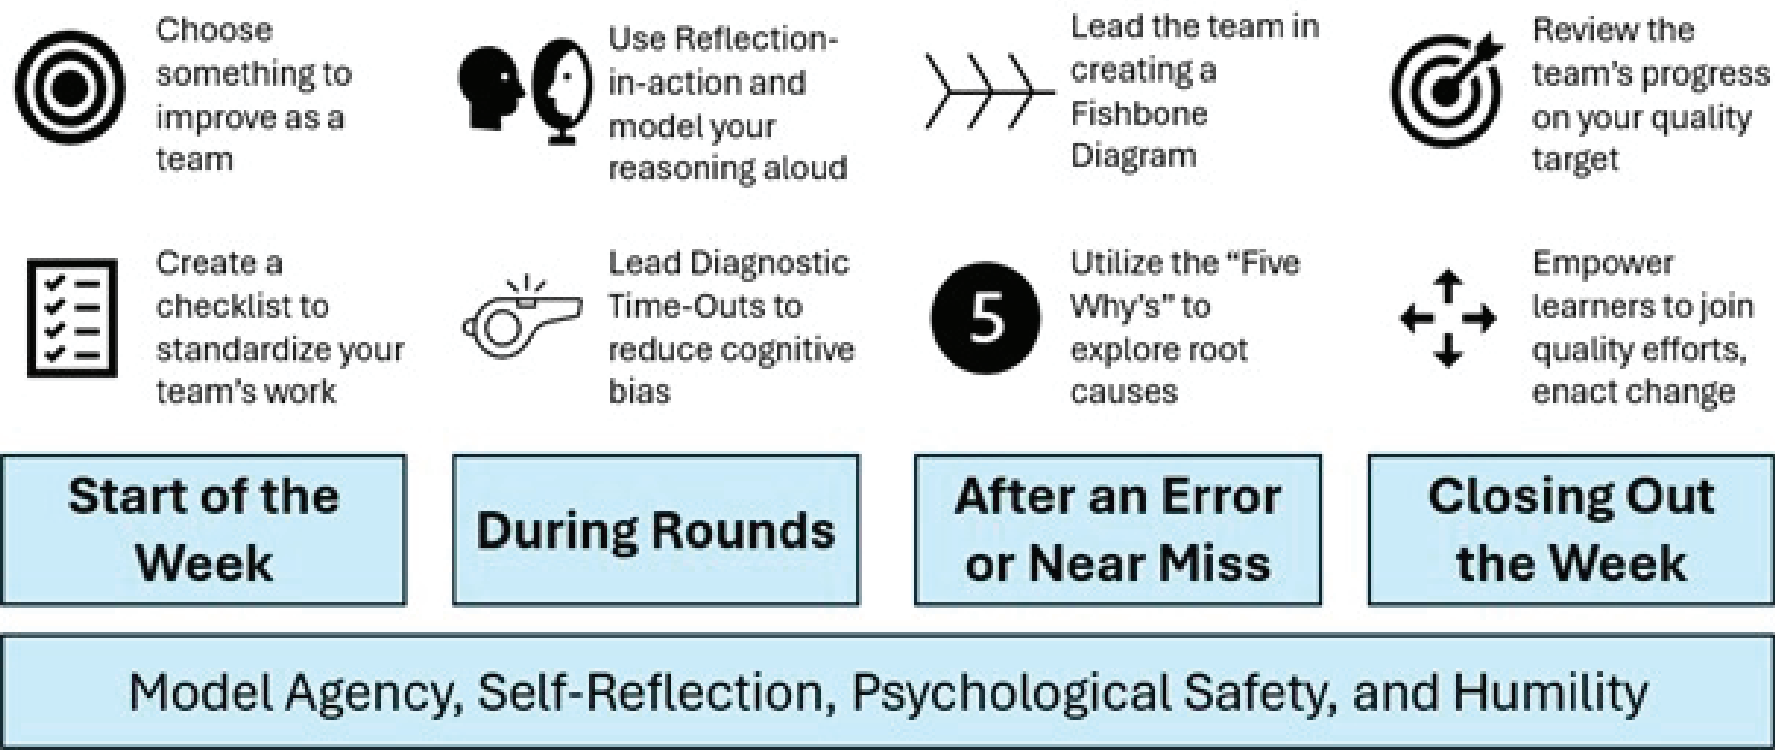 Choose
something to
improve as a
team
Use Reflection-
in-action and
model your
reasoning aloud
Lead the team in
creating a
Fishbone
Diagram
Review the
team's progress
on your quality
target
Create a
checklist to
standardize your
team's work
Lead Diagnostic
Time-Outs to
reduce cognitive
bias
5
Utilize the “Five
Why's” to
explore root
causes
Empower
learners to join
quality efforts,
enact change
Start of the
Week
During Rounds
After an Error
or Near Miss
Closing Out
the Week
Model Agency, Self-Reflection, Psychological Safety, and Humility